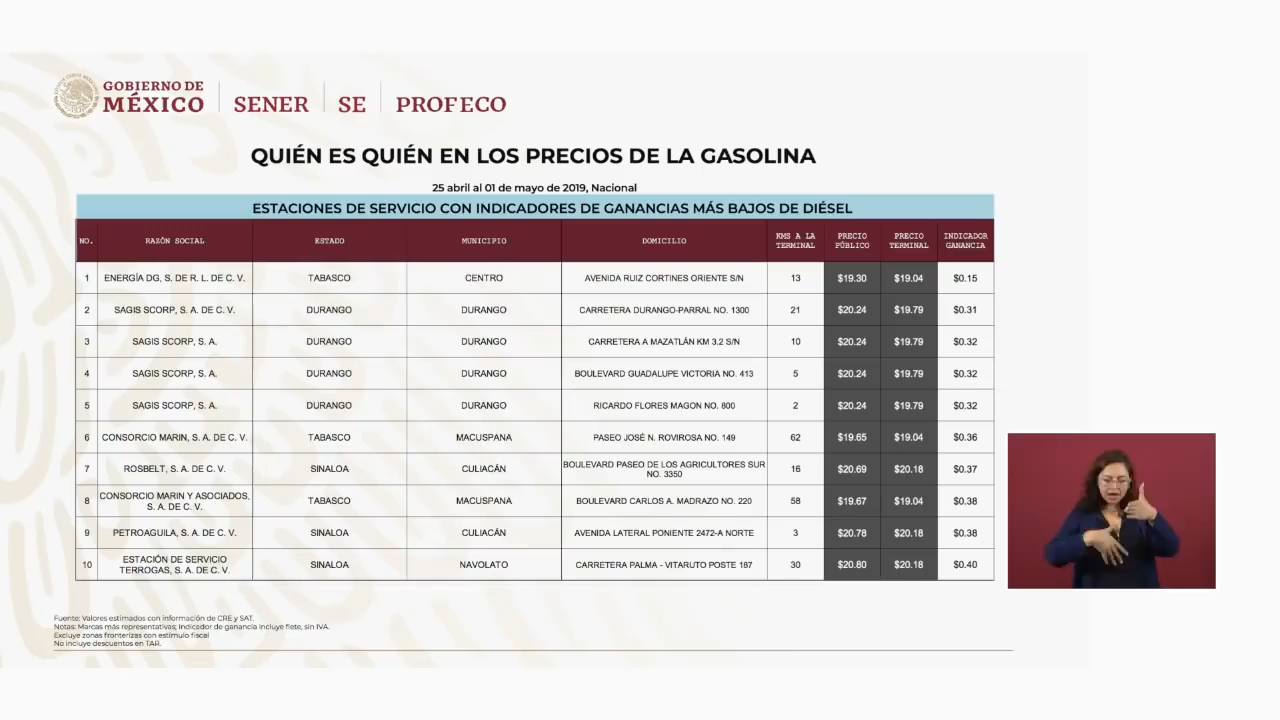 GOBIERNO DE
MÉXICO
SENER
SE
PROFECO
QUIÉN ES QUIÉN EN LOS PRECIOS DE LA GASOLINA
25 abril al 01 de mayo de 2019, Nacional
ESTACIONES DE SERVICIO CON INDICADORES DE GANANCIAS MÁS BAJOS DE DIÉSEL
NO. RAZÓN SOCIAL ESTADO MUNICIPIO DOMICILIO KMS A LA TERMINAL PRECIO PÚBLICO PRECIO TERMINAL INDICADOR GANANCIA
1 ENERGÍA DG, S. DE R. L. DE C. V. TABASCO CENTRO AVENIDA RUIZ CORTINES ORIENTE S/N 13 $19.30 $19.04 $0.15
2 SAGIS SCORP, S. A. DE C. V. DURANGO DURANGO CARRETERA DURANGO-PARRAL NO. 1300 21 $20.24 $19.79 $0.31
3 SAGIS SCORP, S. A. DURANGO DURANGO CARRETERA A MAZATLÁN KM 3.2 S/N 10 $20.24 $19.79 $0.32
4 SAGIS SCORP, S. A. DURANGO DURANGO BOULEVARD GUADALUPE VICTORIA NO. 413 5 $20.24 $19.79 $0.32
5 SAGIS SCORP, S. A. DURANGO DURANGO RICARDO FLORES MAGON NO. 800 2 $20.24 $19.79 $0.32
6 CONSORCIO MARIN, S. A. DE C. V. TABASCO MACUSPANA PASEO JOSÉ N. ROVIROSA NO. 149 62 $19.65 $19.04 $0.36
7 ROSBELT, S. A. DE C. V. SINALOA CULIACÁN BOULEVARD PASEO DE LOS AGRICULTORES SUR NO. 3350 16 $20.69 $20.18 $0.37
8 CONSORCIO MARIN Y ASOCIADOS, S. A. DE C. V. TABASCO MACUSPANA BOULEVARD CARLOS A. MADRAZO NO. 220 58 $19.67 $19.04 $0.38
9 PETROAGUILA, S. A. DE C. V. SINALOA CULIACÁN AVENIDA LATERAL PONIENTE 2472-A NORTE 3 $20.78 $20.18 $0.38
10 ESTACIÓN DE SERVICIO TERROGAS, S. A. DE C. V. SINALOA NAVOLATO CARRETERA PALMA - VITARUTO POSTE 187 30 $20.80 $20.18 $0.40
Fuente: Valores estimados con información de CRE y SAT.
Notas: Marcas más representativas; Indicador de ganancia incluye flete, sin IVA.
Excluye zonas fronterizas con estímulo fiscal
No incluye descuentos en TAR.